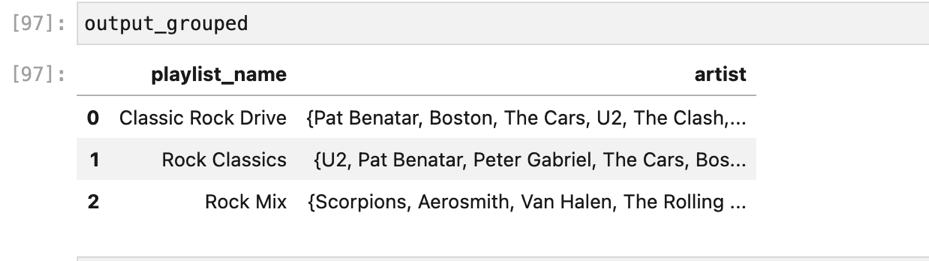 [97]: output_grouped
[97]: playlist_name artist
0 Classic Rock Drive {Pat Benatar, Boston, The Cars, U2, The Clash,...
1 Rock Classics {U2, Pat Benatar, Peter Gabriel, The Cars, Bos...
2 Rock Mix {Scorpions, Aerosmith, Van Halen, The Rolling ...